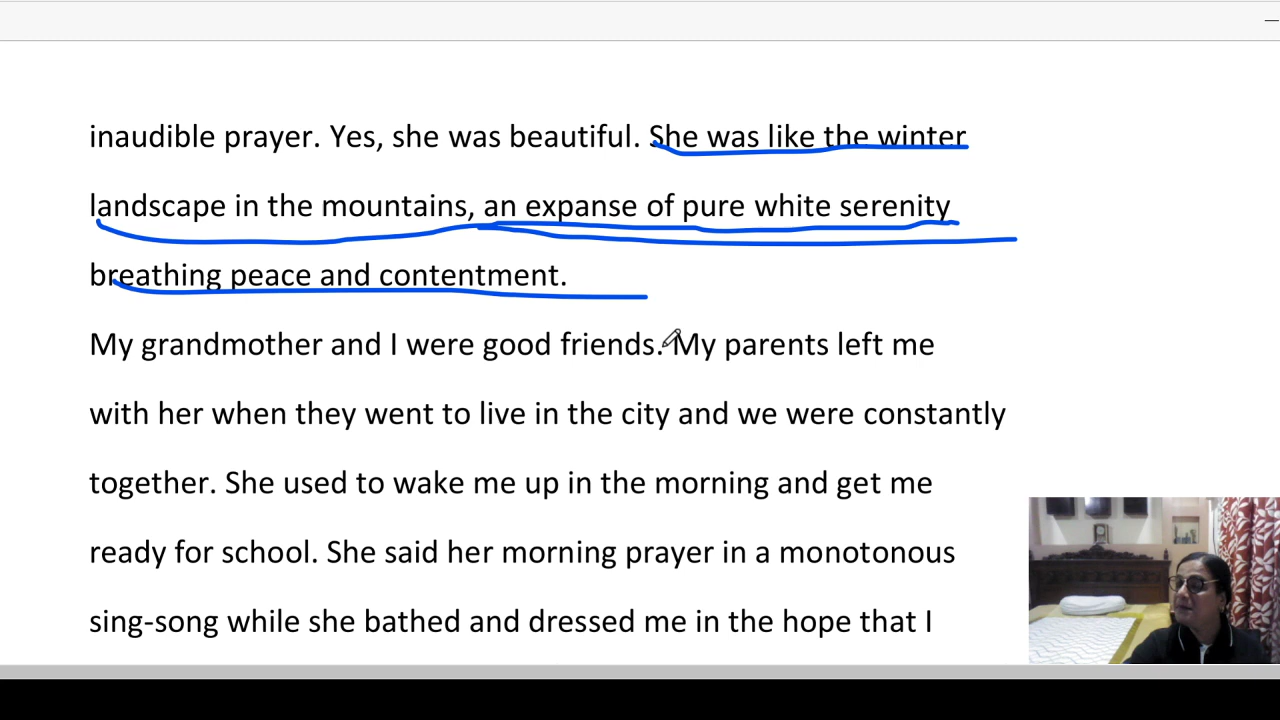 inaudible prayer. Yes, she was beautiful. She was like the winter
landscape in the mountains, an expanse of pure white serenity
breathing peace and contentment.
My grandmother and I were good friends. My parents left me
with her when they went to live in the city and we were constantly
together. She used to wake me up in the morning and get me
ready for school. She said her morning prayer in a monotonous
sing-song while she bathed and dressed me in the hope that I